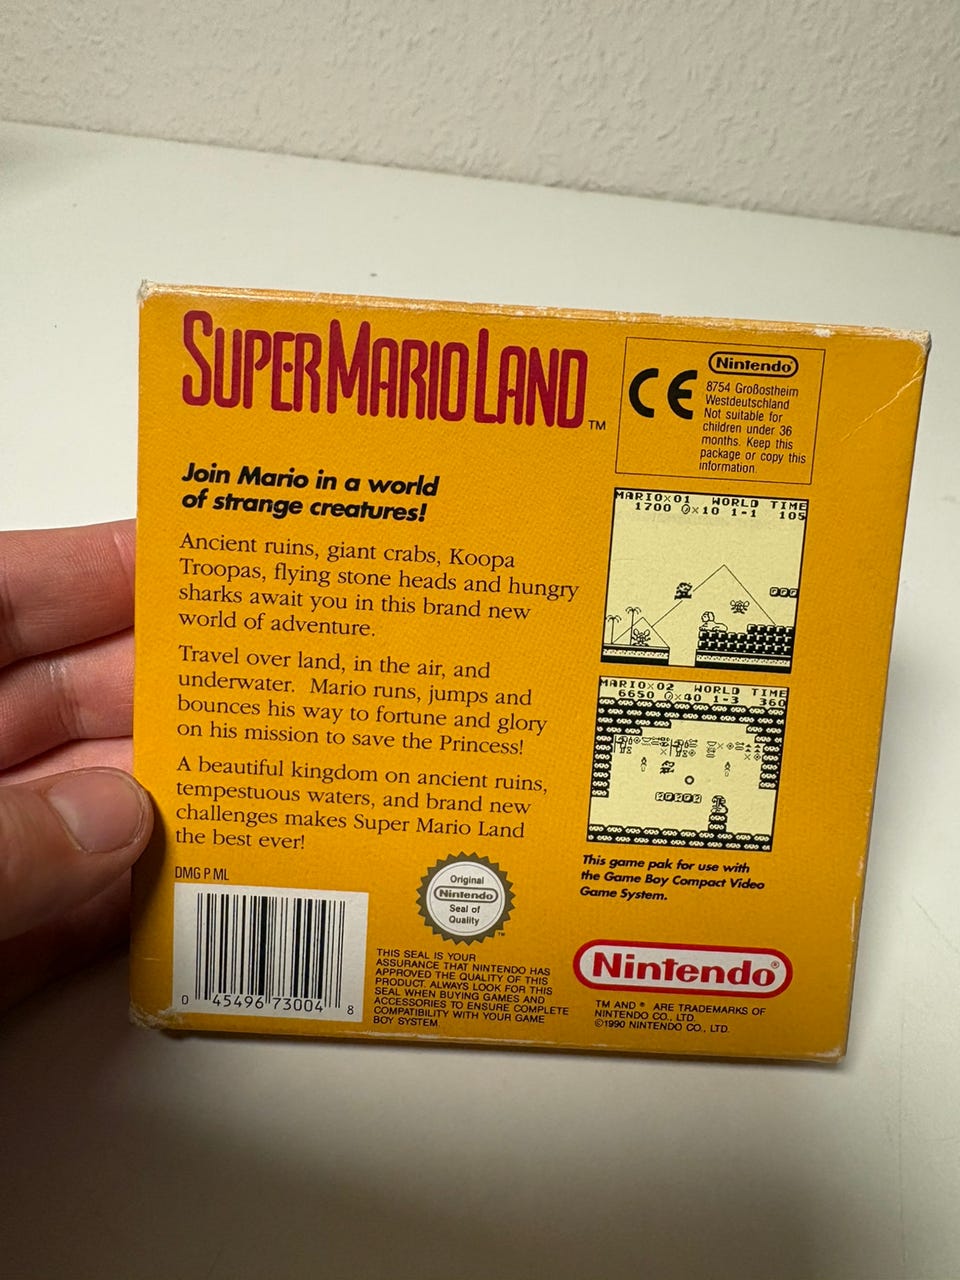 SUPER MARIO LAND™
Join Mario in a world
of strange creatures!
Ancient ruins, giant crabs, Koopa
Troopas, flying stone heads and hungry
sharks await you in this brand new
world of adventure.
Travel over land, in the air, and
underwater. Mario runs, jumps and
bounces his way to fortune and glory
on his mission to save the Princess!
A beautiful kingdom on ancient ruins,
tempestuous waters, and brand new
challenges makes Super Mario Land
the best ever!
DMG P ML
0 45496 73004 8
CE
Nintendo
8754 Großostheim
Westdeutschland
Not suitable for
children under 36
months. Keep this
package or copy this
information.
MARIO×01 WORLD TIME
1700 ×10 1-1 105
MARIO×02 WORLD TIME
6650 ×40 1-3 360
This game pak for use with
the Game Boy Compact Video
Game System.
Original
Nintendo
Seal of
Quality
™
THIS SEAL IS YOUR
ASSURANCE THAT NINTENDO HAS
APPROVED THE QUALITY OF THIS
PRODUCT. ALWAYS LOOK FOR THIS
SEAL WHEN BUYING GAMES AND
ACCESSORIES TO ENSURE COMPLETE
COMPATIBILITY WITH YOUR GAME
BOY SYSTEM.
Nintendo®
TM AND ® ARE TRADEMARKS OF
NINTENDO CO., LTD.
©1990 NINTENDO CO., LTD.